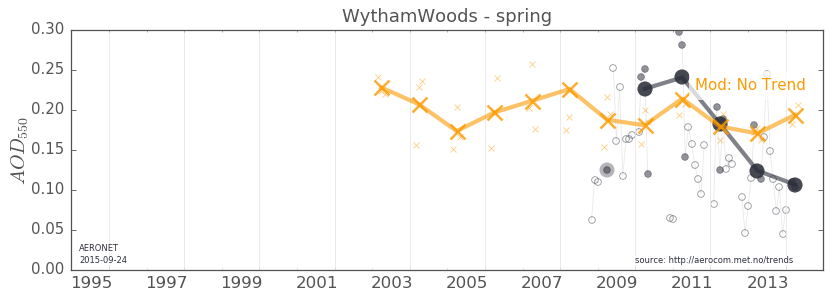 WythamWoods - spring
0.30
0.25
0.20
0.15
0.10
0.05
0.00
AOD550
Mod: No Trend
AERONET
2015-09-24
source: http://aerocom.met.no/trends
1995 1997 1999 2001 2003 2005 2007 2009 2011 2013